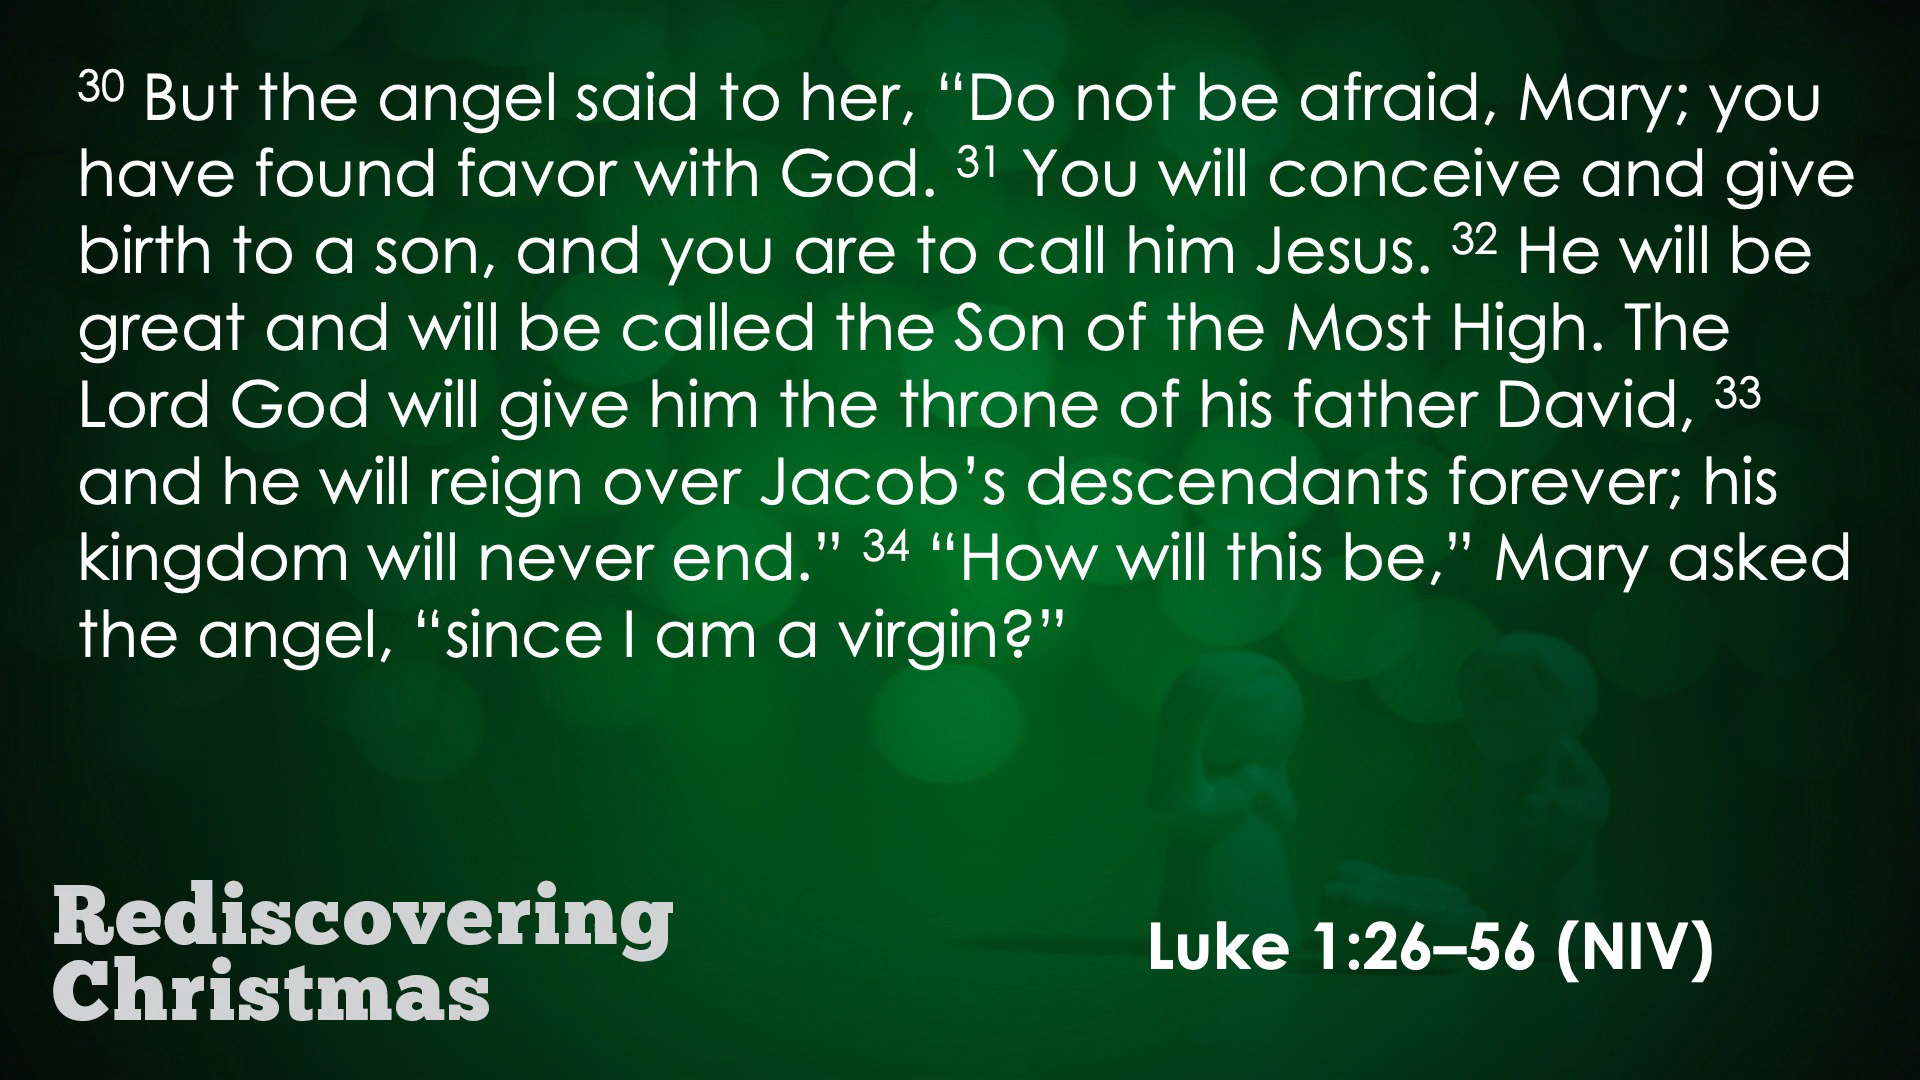 30 But the angel said to her, “Do not be afraid, Mary; you
have found favor with God. 31 You will conceive and give
birth to a son, and you are to call him Jesus. 32 He will be
great and will be called the Son of the Most High. The
Lord God will give him the throne of his father David, 33
and he will reign over Jacob’s descendants forever; his
kingdom will never end.” 34 “How will this be,” Mary asked
the angel, “since I am a virgin?”
Rediscovering
Christmas
Luke 1:26–56 (NIV)